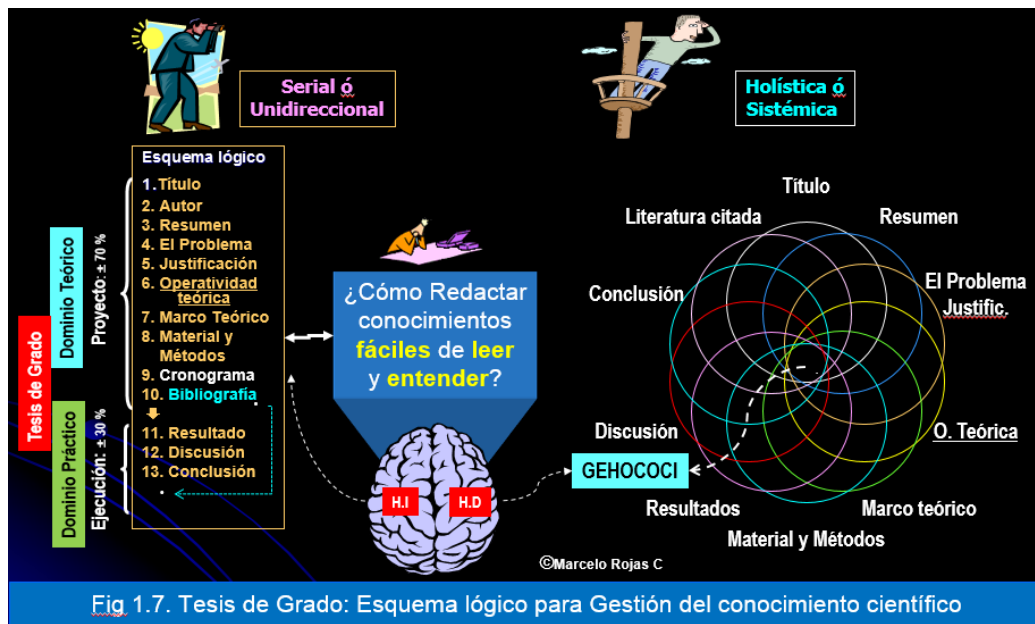 Serial ó
Unidireccional
Holística ó
Sistémica
Tesis de Grado
Dominio Teórico
Proyecto: ± 70 %
Dominio Práctico
Ejecución: ± 30 %
Esquema lógico
1. Título
2. Autor
3. Resumen
4. El Problema
5. Justificación
6. Operatividad
teórica
7. Marco Teórico
8. Material y
Métodos
9. Cronograma
10. Bibliografía
11. Resultado
12. Discusión
13. Conclusión
¿Cómo Redactar
conocimientos
fáciles de leer
y entender?
H.I
H.D
GEHOCOCI
Título
Resumen
El Problema
Justific.
O. Teórica
Marco teórico
Material y Métodos
Resultados
Discusión
Conclusión
Literatura citada
©Marcelo Rojas C
Fig 1.7. Tesis de Grado: Esquema lógico para Gestión del conocimiento científico